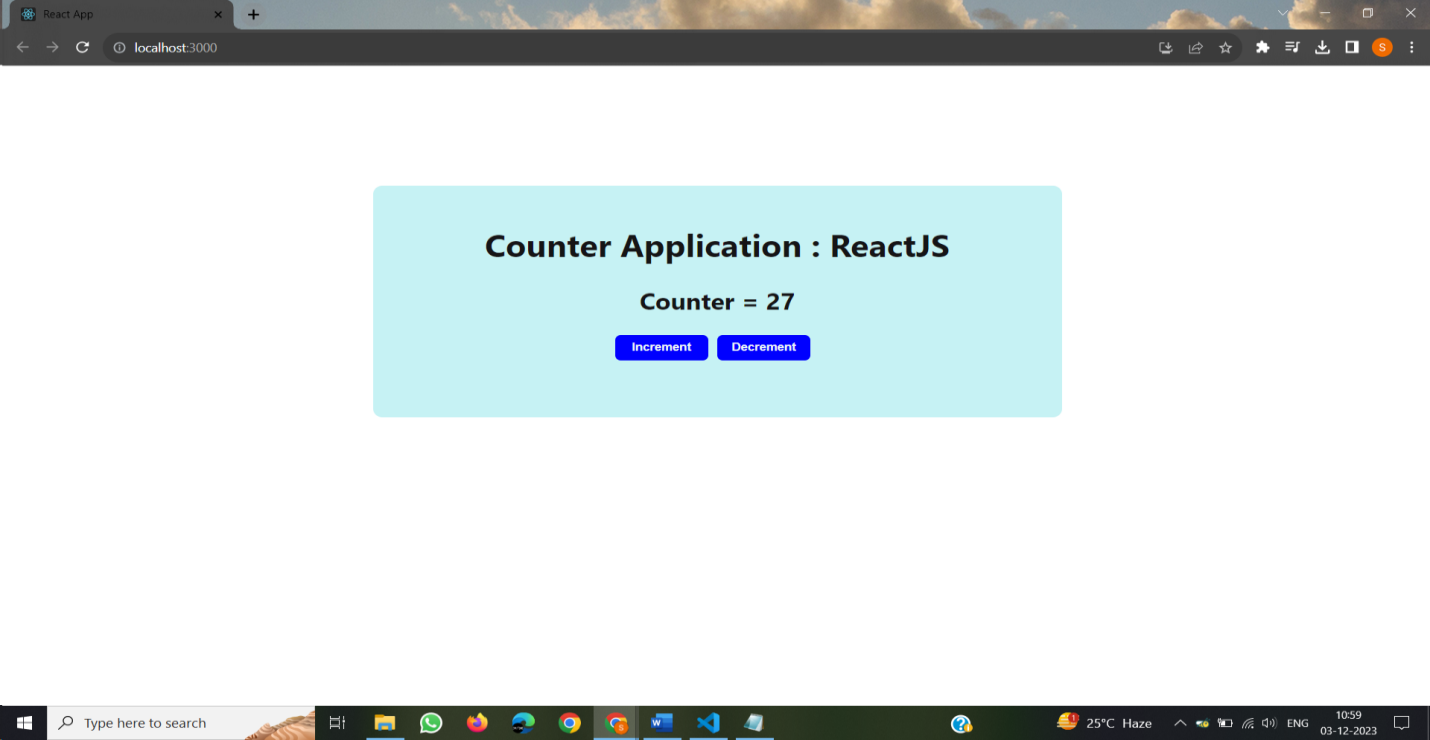 React App
localhost:3000
S
Counter Application : ReactJS
Counter = 27
Increment Decrement
Type here to search
25°C Haze
ENG
10:59
03-12-2023